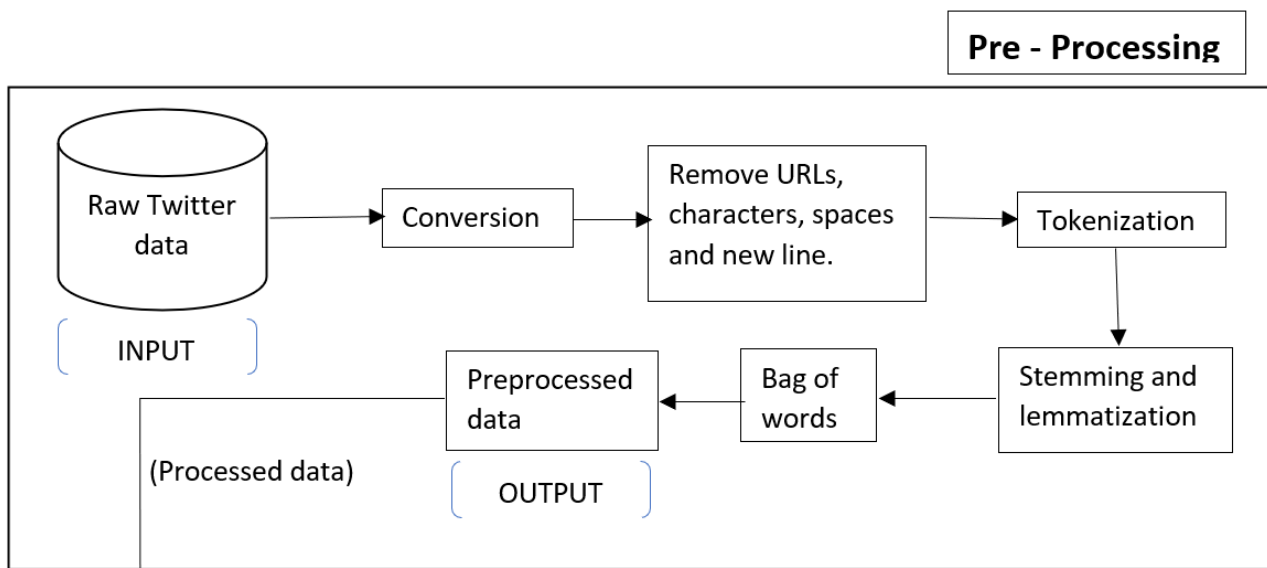 Pre - Processing
Raw Twitter
data
Conversion
Remove URLs,
characters, spaces
and new line.
Tokenization
INPUT
Stemming and
lemmatization
Bag of
words
Preprocessed
data
OUTPUT
(Processed data)